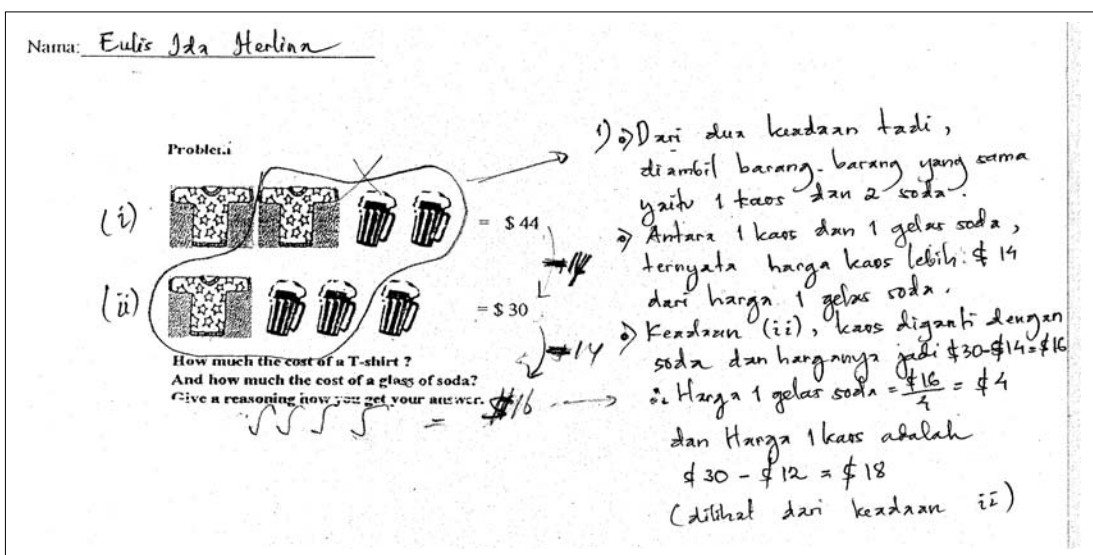 Nama: Eulis Ida Herlina
Problem
(i)
= $ 44
(ii)
= $ 30
14
How much the cost of a T-shirt ?
And how much the cost of a glass of soda?
Give a reasoning how you get your answer.
= $16
1) Dari dua keadaan tadi,
diambil barang-barang yang sama
yaitu 1 kaos dan 2 soda.
Antara 1 kaos dan 1 gelas soda,
ternyata harga kaos lebih $ 14
dari harga 1 gelas soda.
Keadaan (ii), kaos diganti dengan
soda dan harganya jadi $30-$14=$16
∴ Harga 1 gelas soda = $16/4 = $4
dan Harga 1 kaos adalah
$ 30 - $ 12 = $ 18
(dilihat dari keadaan ii)